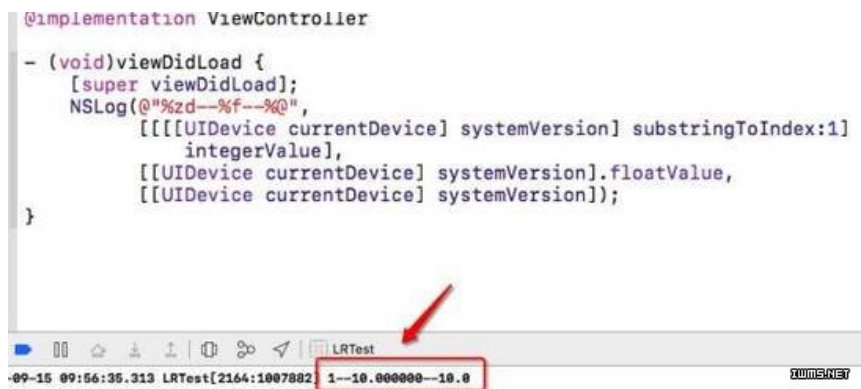 @implementation ViewController
- (void)viewDidLoad {
[super viewDidLoad];
NSLog(@"%zd--%f--%@",
[[[[UIDevice currentDevice] systemVersion] substringToIndex:1]
integerValue],
[[UIDevice currentDevice] systemVersion].floatValue,
[[UIDevice currentDevice] systemVersion]);
}
LRTest
-09-15 09:56:35.313 LRTest[2164:1007882] 1--10.000000--10.0
IWMS.NET